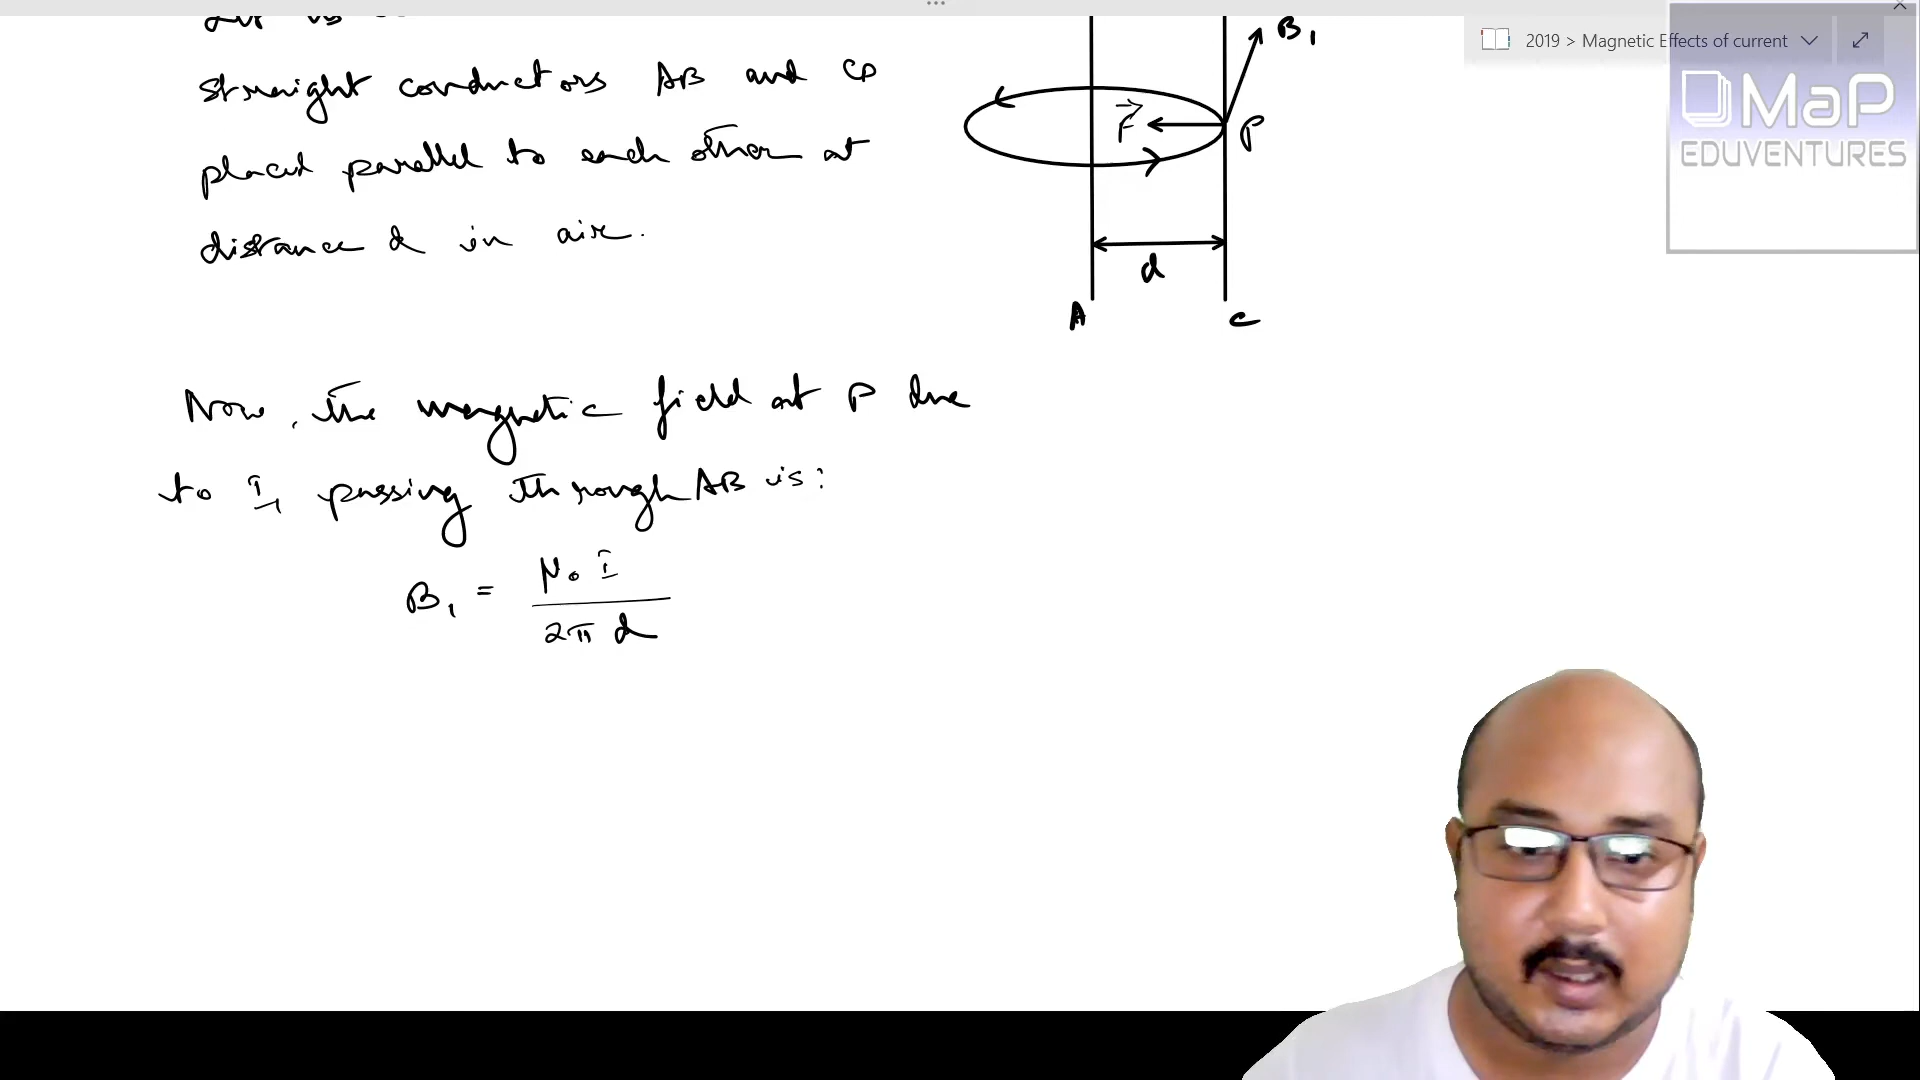 straight conductors AB and CD
placed parallel to each other at
distance d in air.
B₁
F⃗
P
d
A
C
Now, the magnetic field at P due
to I₁ passing through AB is:
B₁ = μ₀ I / 2π d
2019 > Magnetic Effects of current
MaP
EDUVENTURES